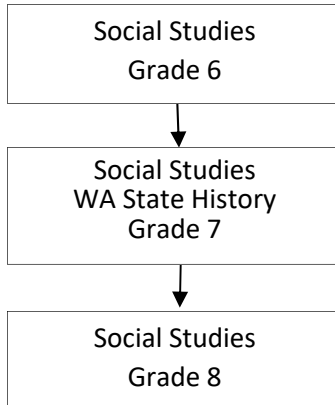 Social Studies
Grade 6
Social Studies
WA State History
Grade 7
Social Studies
Grade 8